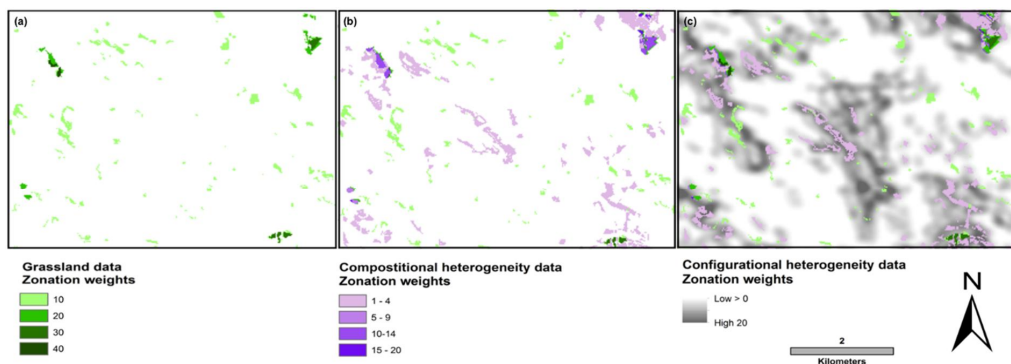 (a)
(b)
(c)
Grassland data
Zonation weights
10
20
30
40
Compostitional heterogeneity data
Zonation weights
1 - 4
5 - 9
10-14
15 - 20
Configurational heterogeneity data
Zonation weights
Low > 0
High 20
2
Kilometers
N